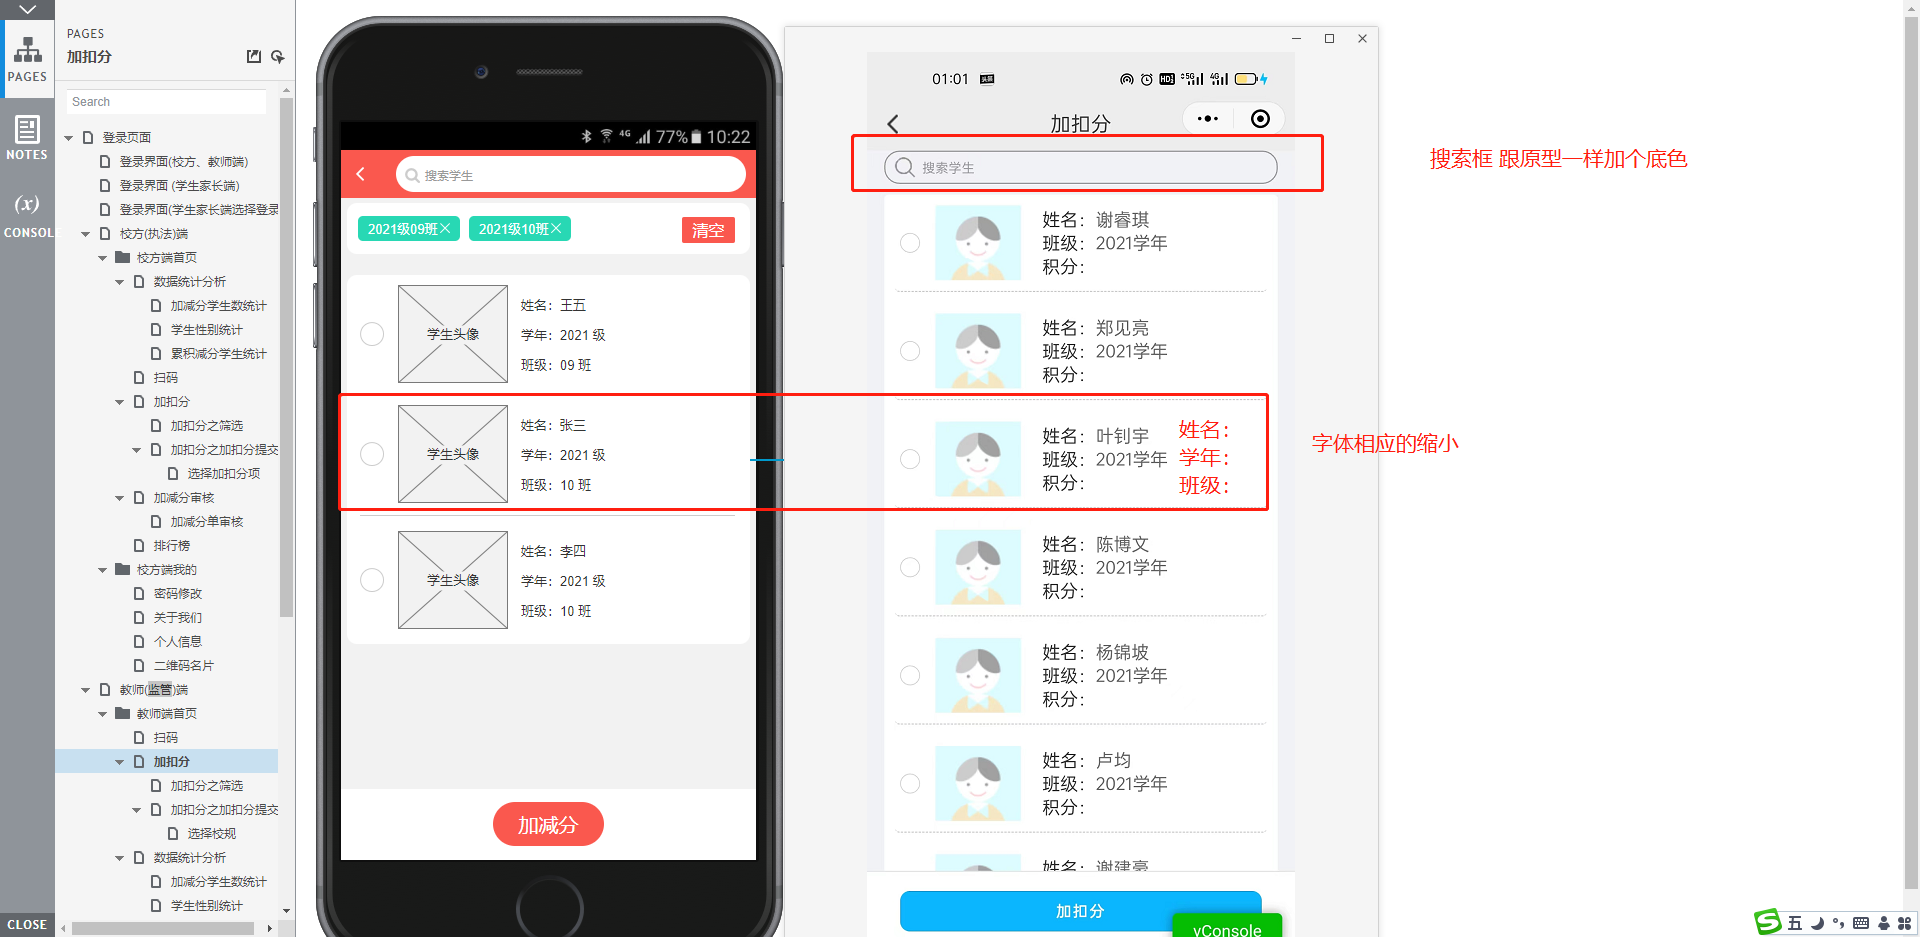 PAGES
加扣分
PAGES
NOTES
(x)
CONSOLE
CLOSE
Search
登录页面
登录界面(校方、教师端)
登录界面 (学生家长端)
登录界面(学生家长端选择登录
校方(执法)端
校方端首页
数据统计分析
加减分学生数统计
学生性别统计
累积减分学生统计
扫码
加扣分
加扣分之筛选
加扣分之加扣分提交
选择加扣分项
加减分审核
加减分单审核
排行榜
校方端我的
密码修改
关于我们
个人信息
二维码名片
教师(监管)端
教师端首页
扫码
加扣分
加扣分之筛选
加扣分之加扣分提交
选择校规
数据统计分析
加减分学生数统计
学生性别统计
4G 77% 10:22
搜索学生
2021级09班× 2021级10班× 清空
学生头像
姓名：王五
学年：2021 级
班级：09 班
学生头像
姓名：张三
学年：2021 级
班级：10 班
学生头像
姓名：李四
学年：2021 级
班级：10 班
加减分
01:01 HD 5G 4G
加扣分
搜索学生
姓名：谢睿琪
班级：2021学年
积分：
姓名：郑见亮
班级：2021学年
积分：
姓名：叶钊宇
班级：2021学年
积分：
姓名：
学年：
班级：
姓名：陈博文
班级：2021学年
积分：
姓名：杨锦坡
班级：2021学年
积分：
姓名：卢均
班级：2021学年
积分：
姓名：谢建豪
加扣分
vConsole
搜索框 跟原型一样加个底色
字体相应的缩小
五